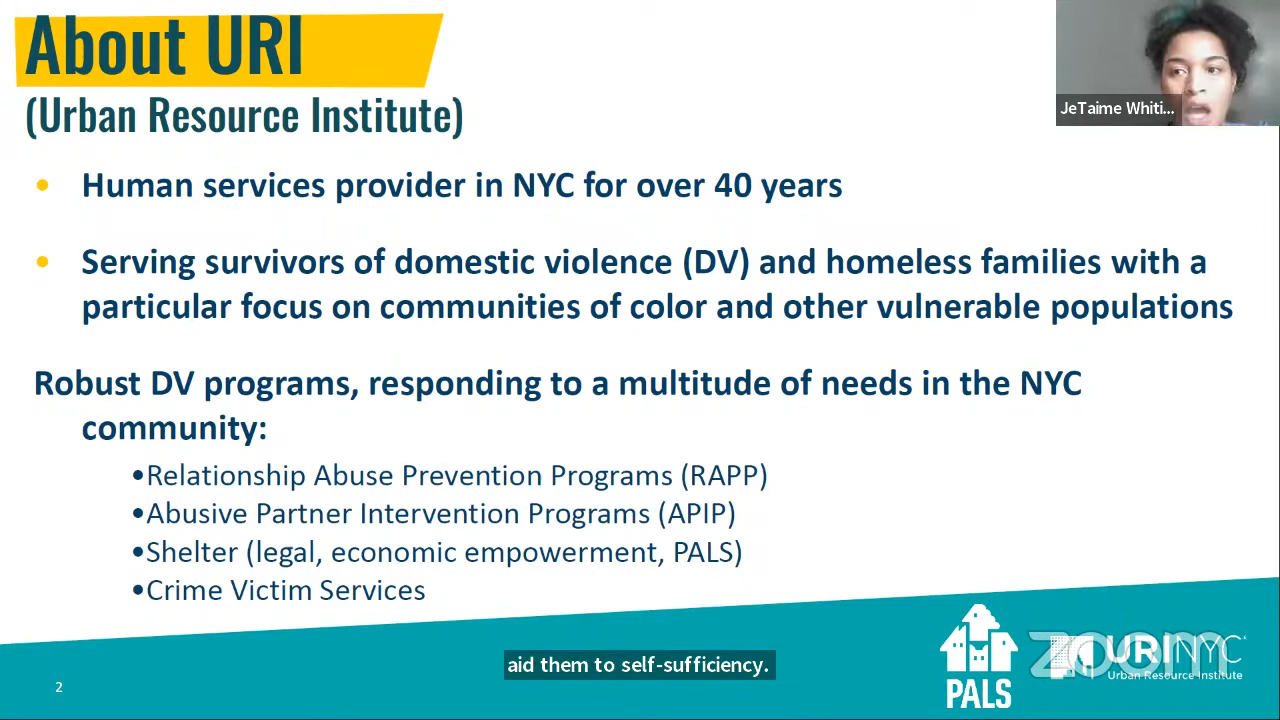 About URI
(Urban Resource Institute)
JeTaime Whiti...
• Human services provider in NYC for over 40 years
• Serving survivors of domestic violence (DV) and homeless families with a
particular focus on communities of color and other vulnerable populations
Robust DV programs, responding to a multitude of needs in the NYC
community:
•Relationship Abuse Prevention Programs (RAPP)
•Abusive Partner Intervention Programs (APIP)
•Shelter (legal, economic empowerment, PALS)
•Crime Victim Services
aid them to self-sufficiency.
2
PALS
zoom
URINYC
Urban Resource Institute